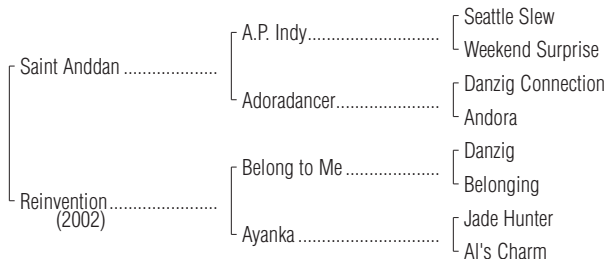 Saint Anddan ....................
A.P. Indy............................
Seattle Slew
Weekend Surprise
Adoradancer......................
Danzig Connection
Andora
Reinvention.......................
(2002)
Belong to Me ....................
Danzig
Belonging
Ayanka ..............................
Jade Hunter
Al's Charm